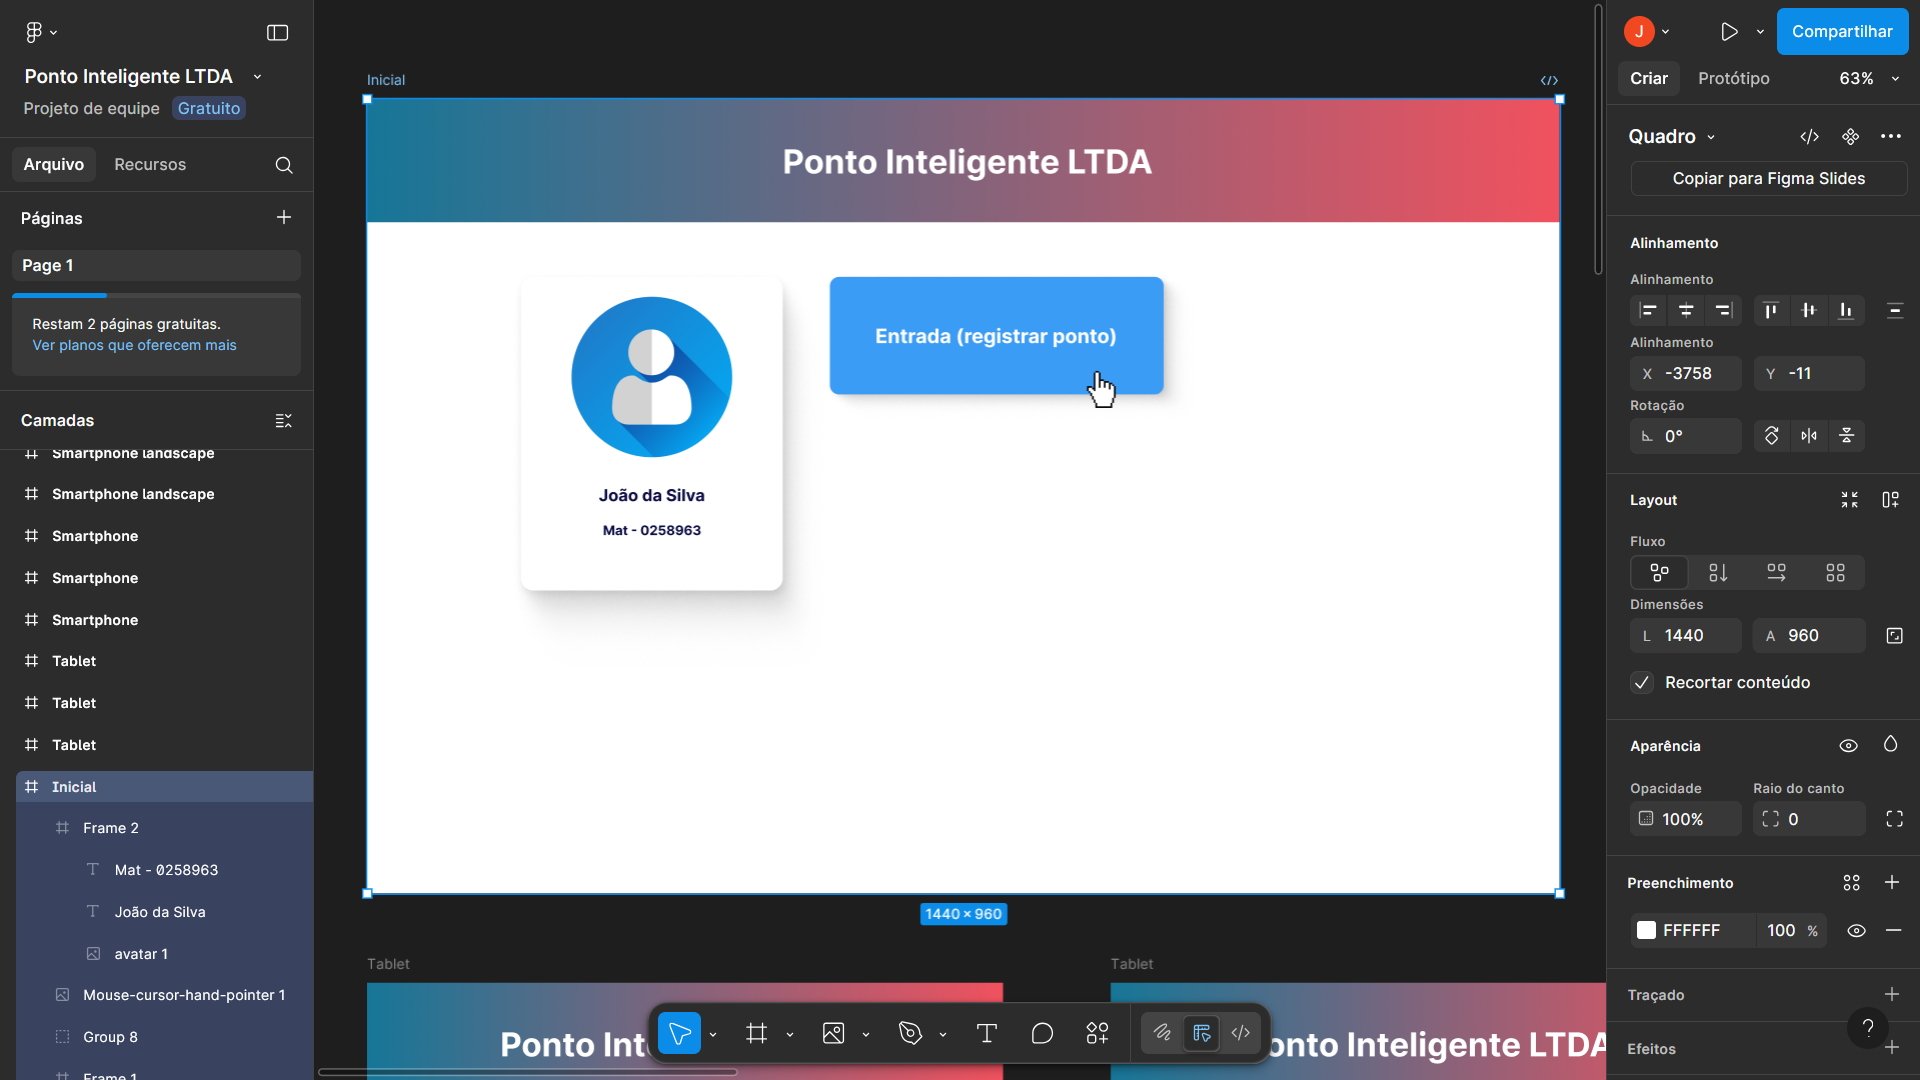 Ponto Inteligente LTDA
Projeto de equipe Gratuito
Arquivo Recursos
Páginas
Page 1
Restam 2 páginas gratuitas.
Ver planos que oferecem mais
Camadas
Smartphone landscape
Smartphone landscape
Smartphone
Smartphone
Smartphone
Tablet
Tablet
Tablet
Inicial
Frame 2
Mat - 0258963
João da Silva
avatar 1
Mouse-cursor-hand-pointer 1
Group 8
Frame 1
Inicial
Ponto Inteligente LTDA
Entrada (registrar ponto)
João da Silva
Mat - 0258963
1440 × 960
Tablet
Tablet
Ponto Int
onto Inteligente LTDA
J
Compartilhar
Criar Protótipo 63%
Quadro
Copiar para Figma Slides
Alinhamento
Alinhamento
Alinhamento
X -3758 Y -11
Rotação
0°
Layout
Fluxo
Dimensões
L 1440 A 960
Recortar conteúdo
Aparência
Opacidade Raio do canto
100% 0
Preenchimento
FFFFFF 100 %
Traçado
?
Efeitos